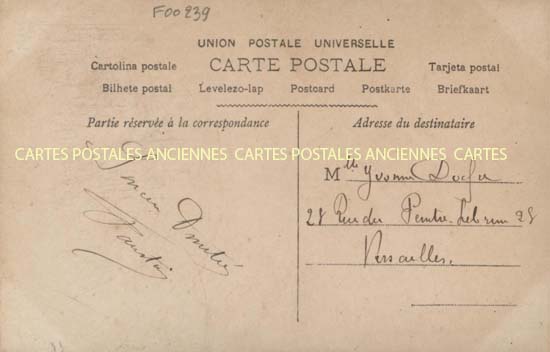 F00239
UNION POSTALE UNIVERSELLE
Cartolina postale CARTE POSTALE Tarjeta postal
Bilhete postal Levelezo-lap Postcard Postkarte Briefkaart
Partie réservée à la correspondance
Adresse du destinataire
CARTES POSTALES ANCIENNES CARTES POSTALES ANCIENNES CARTES
Mlle Yvonne
28 Rue du Peintre Lebrun 28
Versailles.